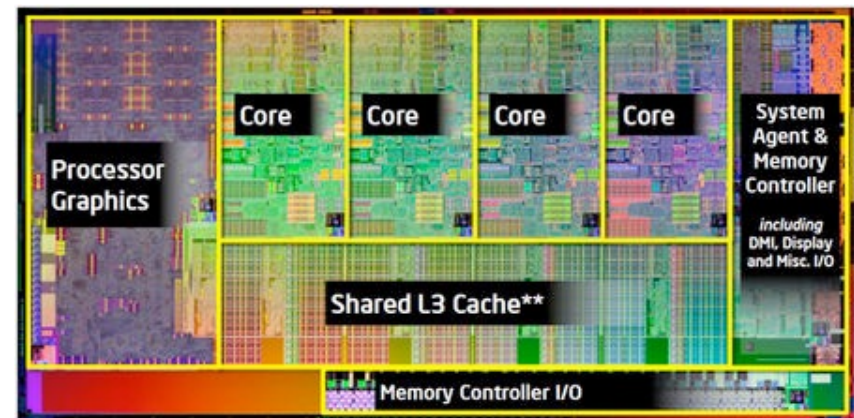 Processor
Graphics
Core
Core
Core
Core
System
Agent &
Memory
Controller
including
DMI, Display
and Misc. I/O
Shared L3 Cache**
Memory Controller I/O